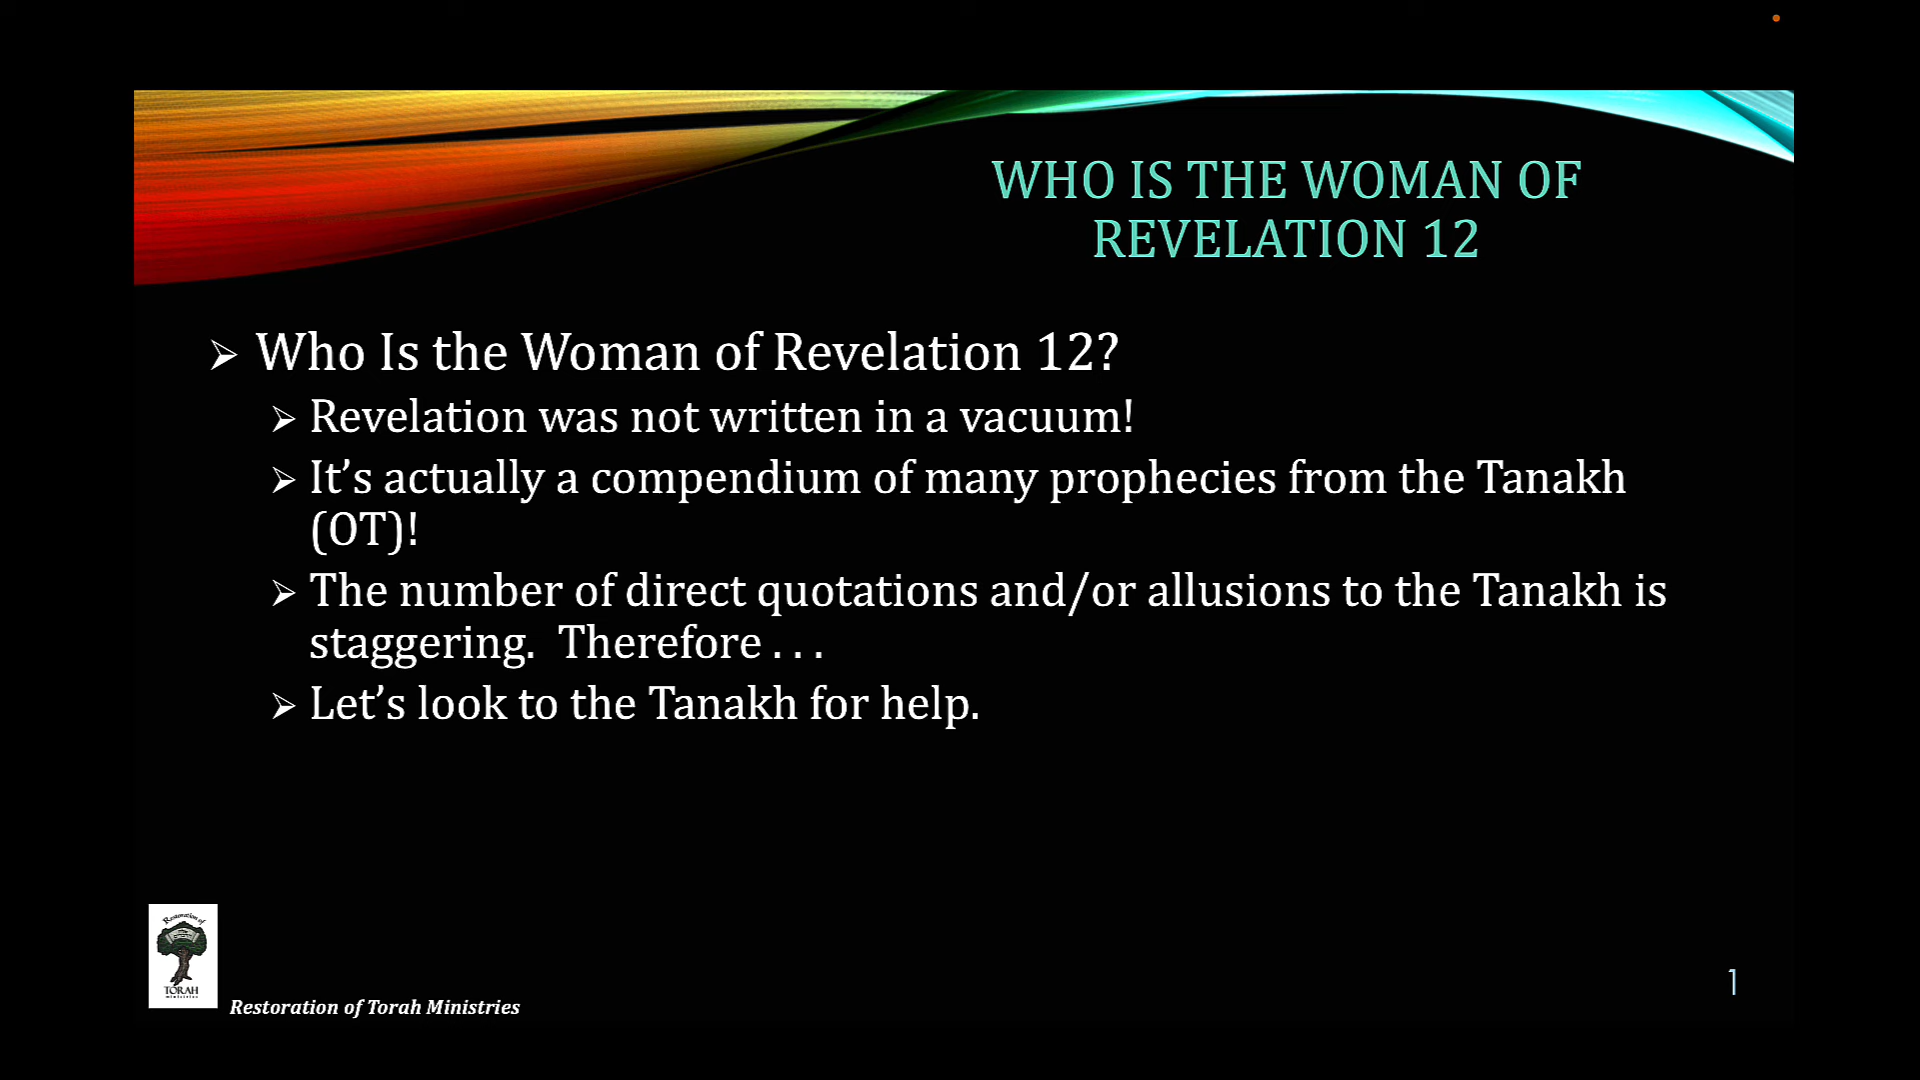 WHO IS THE WOMAN OF
REVELATION 12
➢ Who Is the Woman of Revelation 12?
➢ Revelation was not written in a vacuum!
➢ It’s actually a compendium of many prophecies from the Tanakh
(OT)!
➢ The number of direct quotations and/or allusions to the Tanakh is
staggering.  Therefore . . .
➢ Let’s look to the Tanakh for help.
Restoration of
TORAH
ministries
Restoration of Torah Ministries
1